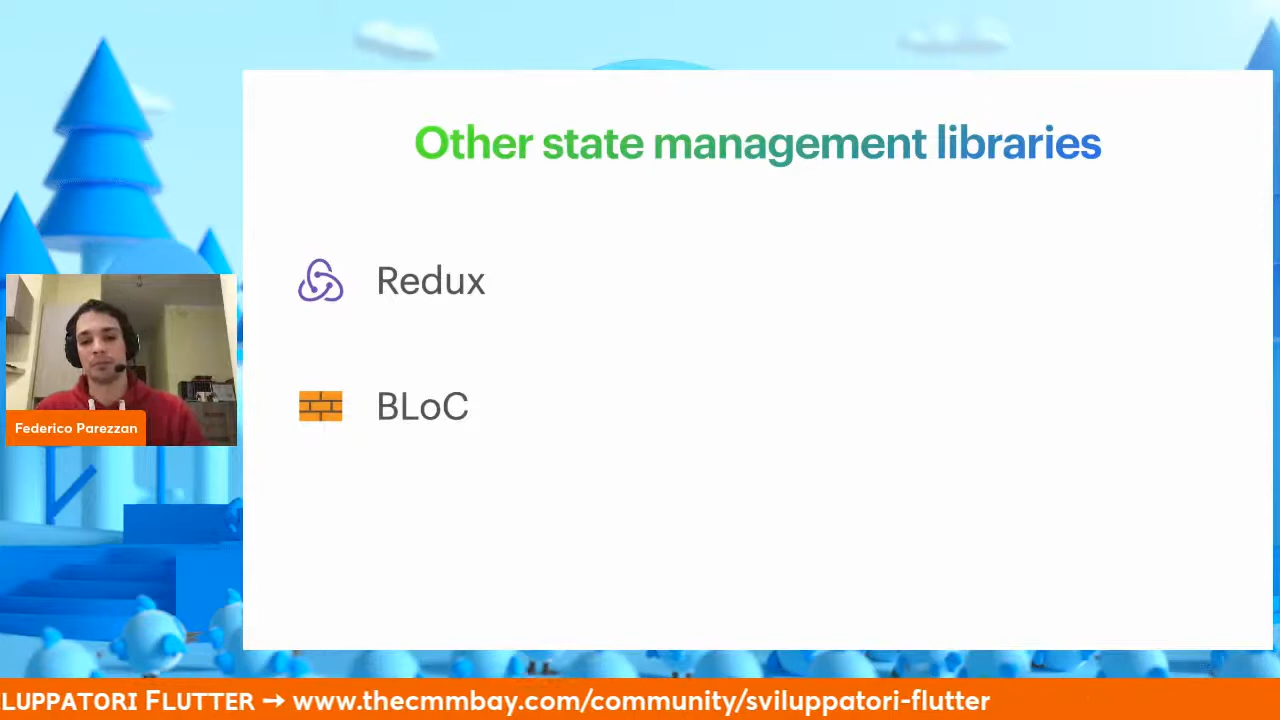 Other state management libraries
Redux
BLoC
Federico Parezzan
LUPPATORI FLUTTER → www.thecmmbay.com/community/sviluppatori-flutter